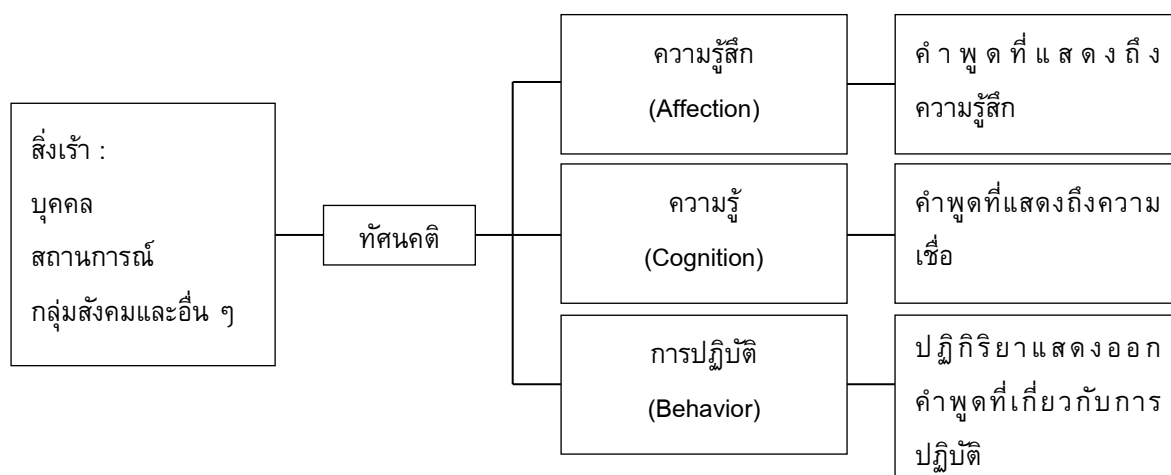 สิ่งเร้า :
บุคคล
สถานการณ์
กลุ่มสังคมและอื่น ๆ
ทัศนคติ
ความรู้สึก
(Affection)
คำพูดที่แสดงถึง
ความรู้สึก
ความรู้
(Cognition)
คำพูดที่แสดงถึงความ
เชื่อ
การปฏิบัติ
(Behavior)
ปฏิกิริยาแสดงออก
คำพูดที่เกี่ยวกับการ
ปฏิบัติ